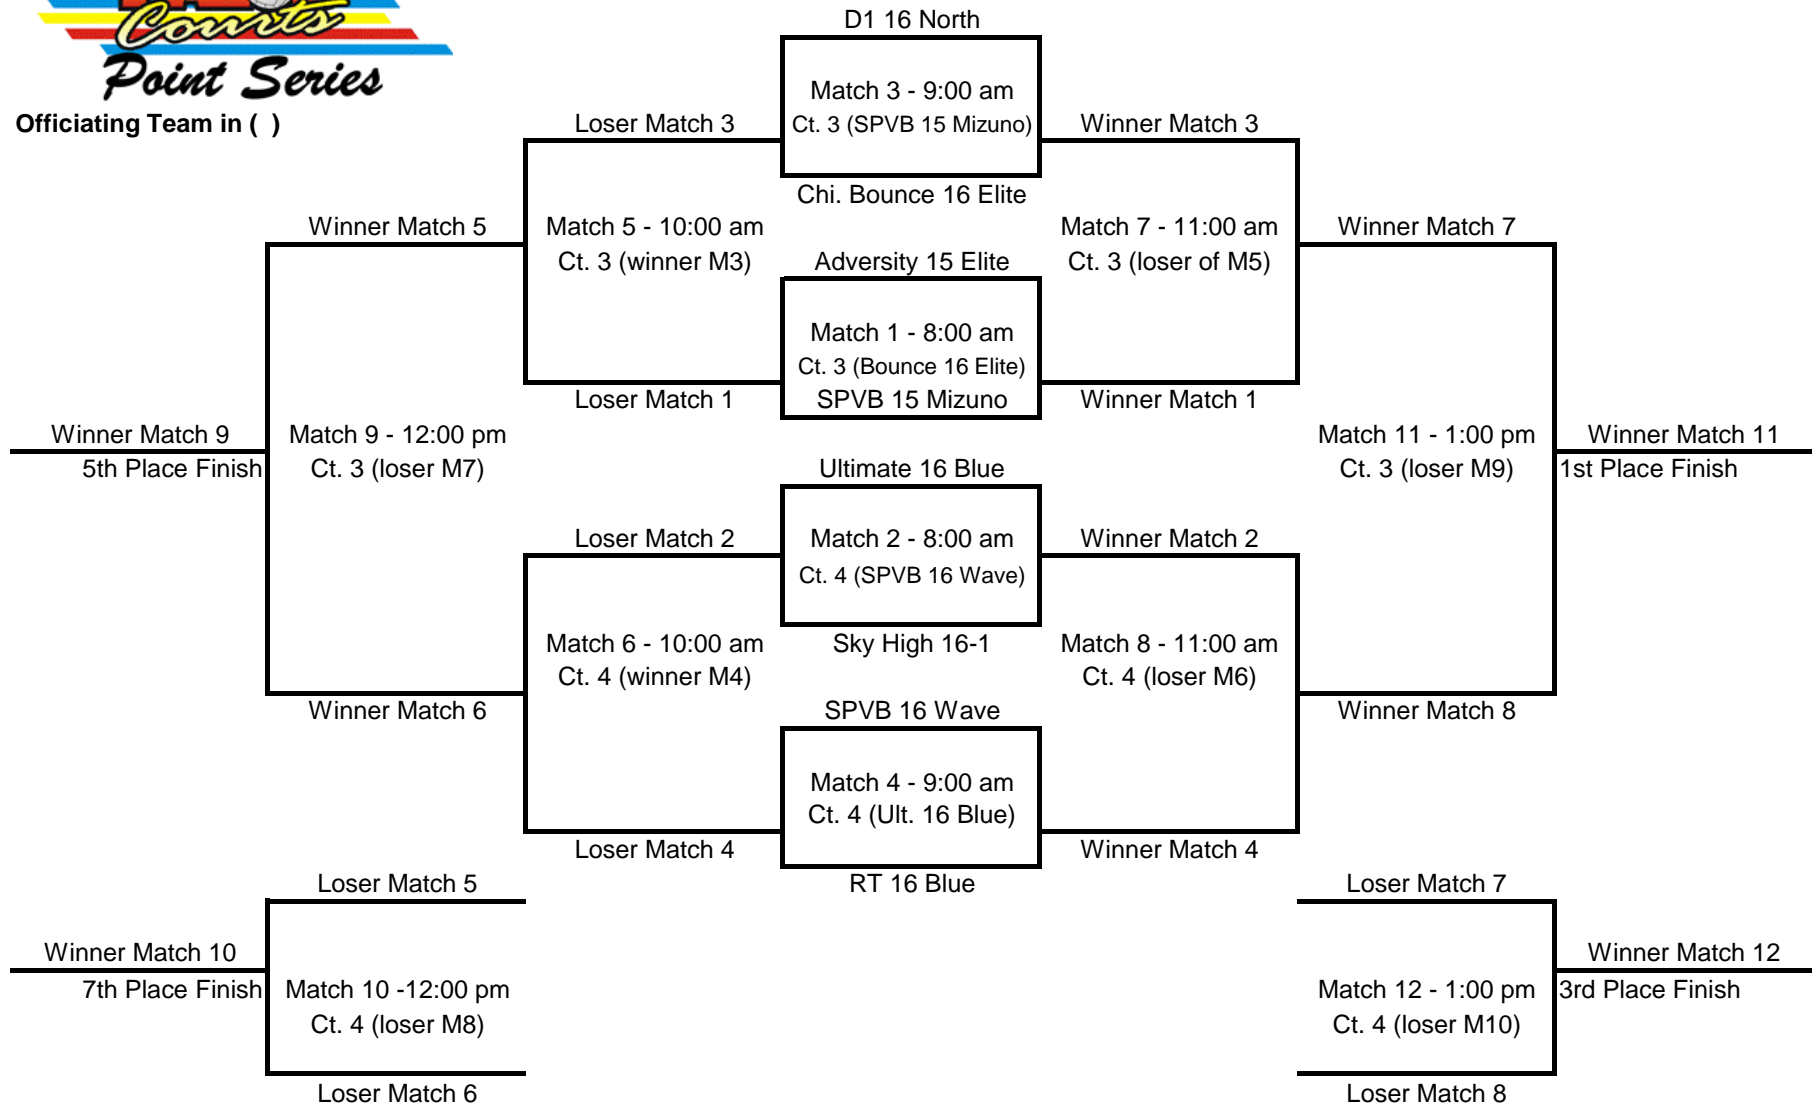 Courts
Point Series
Officiating Team in (  )
D1 16 North
Match 3 - 9:00 am
Ct. 3 (SPVB 15 Mizuno)
Loser Match 3
Winner Match 3
Chi. Bounce 16 Elite
Winner Match 5
Match 5 - 10:00 am
Ct. 3 (winner M3)
Match 7 - 11:00 am
Ct. 3 (loser of M5)
Winner Match 7
Adversity 15 Elite
Match 1 - 8:00 am
Ct. 3 (Bounce 16 Elite)
SPVB 15 Mizuno
Loser Match 1
Winner Match 1
Winner Match 9
5th Place Finish
Match 9 - 12:00 pm
Ct. 3 (loser M7)
Match 11 - 1:00 pm
Ct. 3 (loser M9)
Winner Match 11
1st Place Finish
Ultimate 16 Blue
Loser Match 2
Match 2 - 8:00 am
Ct. 4 (SPVB 16 Wave)
Winner Match 2
Sky High 16-1
Match 6 - 10:00 am
Ct. 4 (winner M4)
Match 8 - 11:00 am
Ct. 4 (loser M6)
Winner Match 6
Winner Match 8
SPVB 16 Wave
Match 4 - 9:00 am
Ct. 4 (Ult. 16 Blue)
Loser Match 4
Winner Match 4
RT 16 Blue
Loser Match 5
Loser Match 7
Winner Match 10
7th Place Finish
Match 10 -12:00 pm
Ct. 4 (loser M8)
Match 12 - 1:00 pm
Ct. 4 (loser M10)
Winner Match 12
3rd Place Finish
Loser Match 6
Loser Match 8